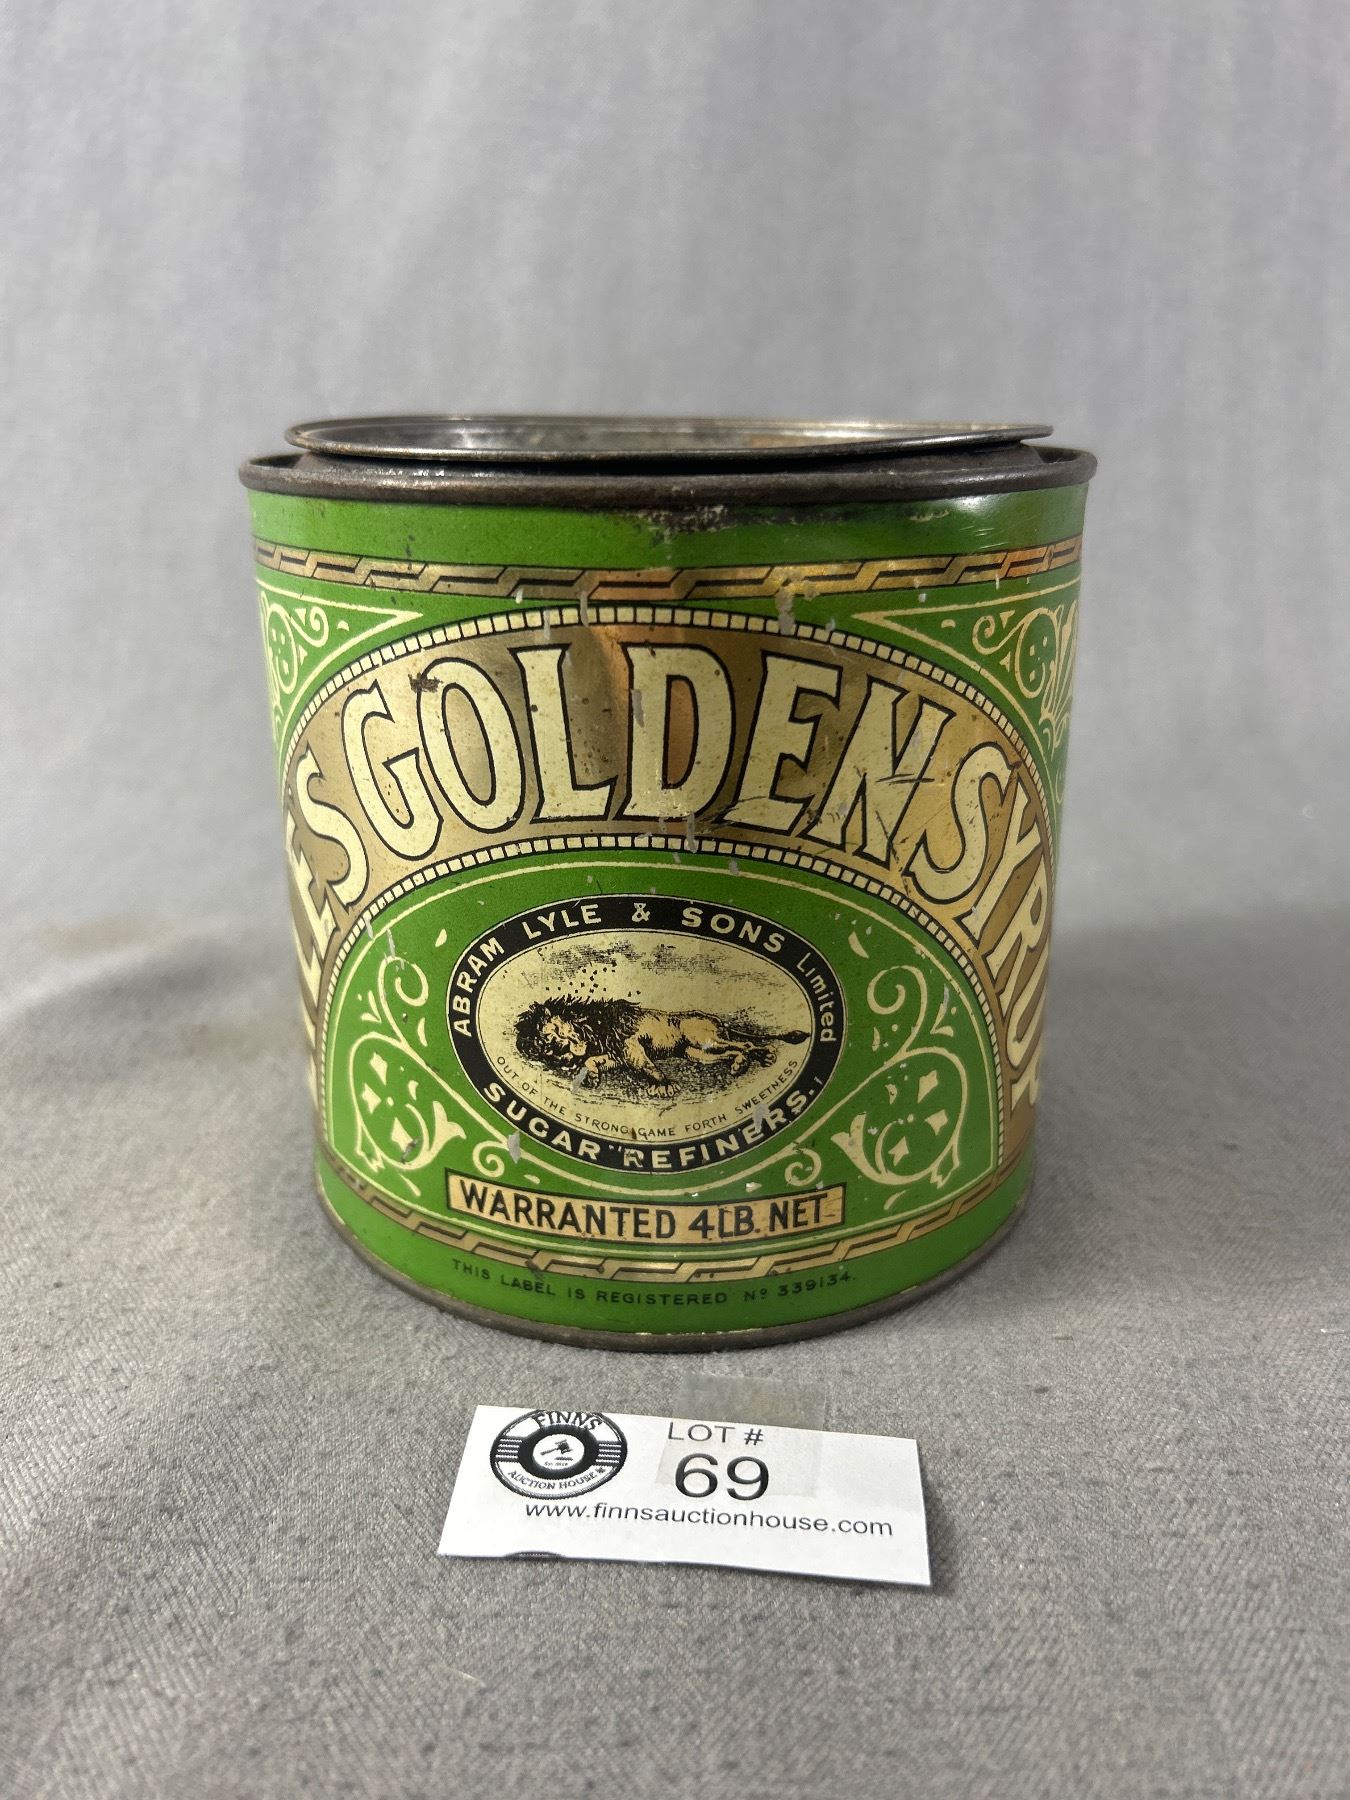 GOLDEN SYRUP
ABRAM LYLE & SONS Limited
OUT OF THE STRONG CAME FORTH SWEETNESS
SUGAR REFINERS.
WARRANTED 4LB. NET
THIS LABEL IS REGISTERED Nº 339134.
FINNS
AUCTION HOUSE
LOT #
69
www.finnsauctionhouse.com